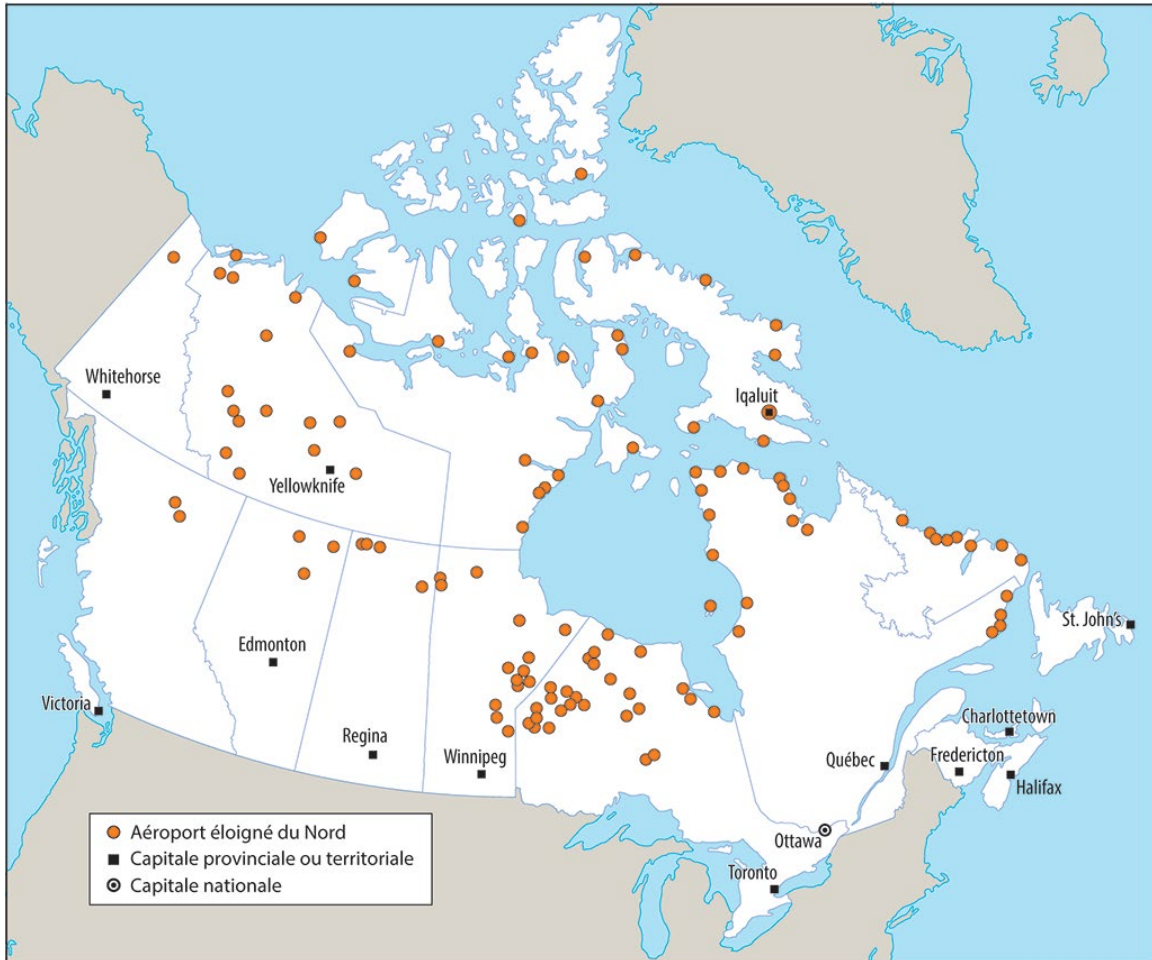 Whitehorse
Iqaluit
Yellowknife
Edmonton
St. John's
Victoria
Charlottetown
Regina
Winnipeg
Québec
Fredericton
Halifax
Ottawa
Toronto
Aéroport éloigné du Nord
Capitale provinciale ou territoriale
Capitale nationale